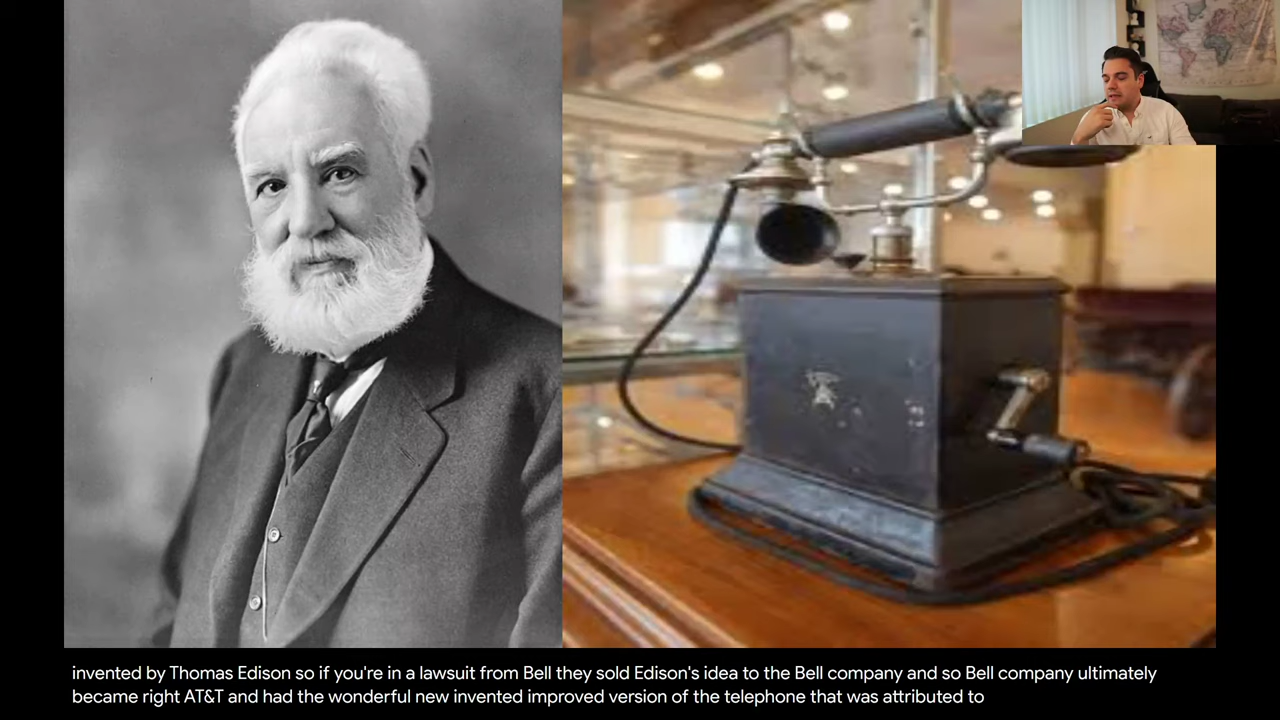 invented by Thomas Edison so if you're in a lawsuit from Bell they sold Edison's idea to the Bell company and so Bell company ultimately
became right AT&T and had the wonderful new invented improved version of the telephone that was attributed to